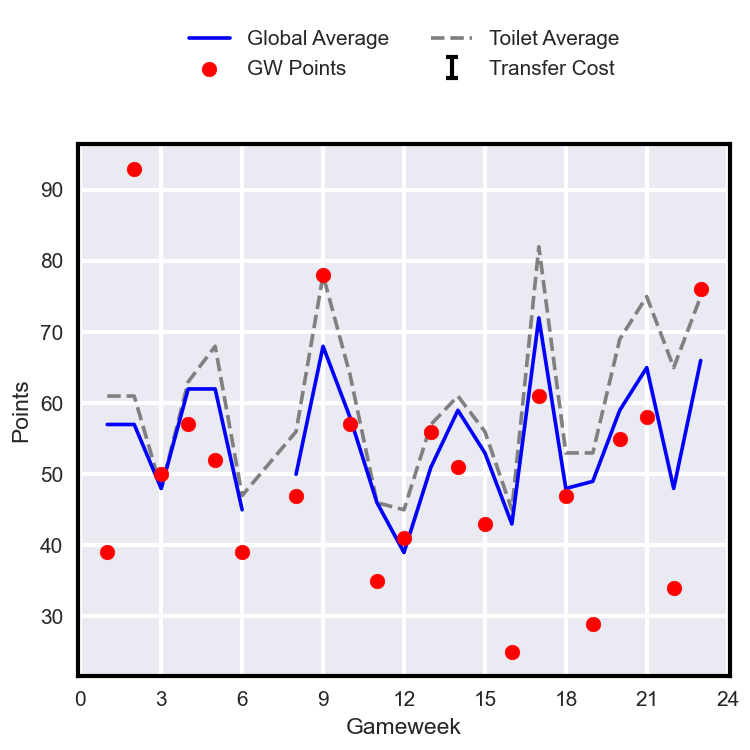 Global Average
Toilet Average
GW Points
Transfer Cost
90
80
70
60
50
40
30
Points
0 3 6 9 12 15 18 21 24
Gameweek